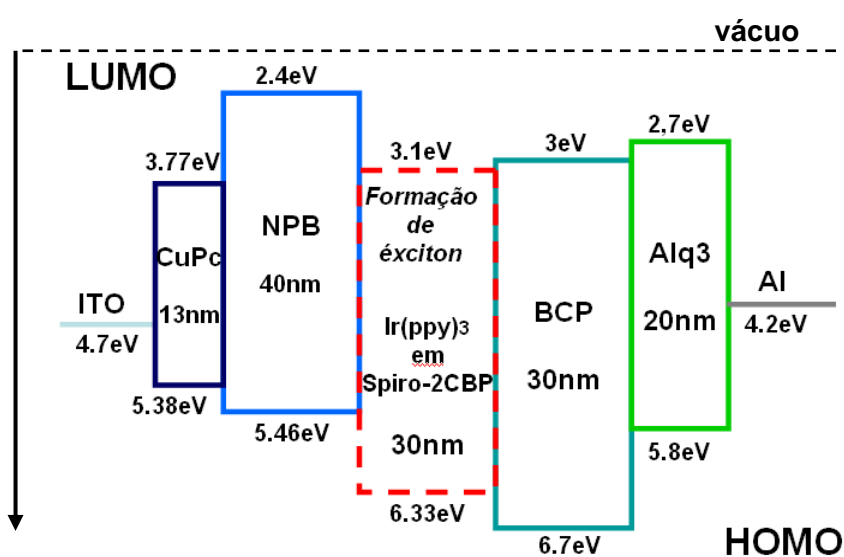 vácuo
LUMO
2.4eV
3.77eV
3.1eV
3eV
2,7eV
Formação
de
éxciton
NPB
40nm
CuPc
13nm
ITO
4.7eV
Ir(ppy)3
em
Spiro-2CBP
30nm
BCP
30nm
Alq3
20nm
Al
4.2eV
5.38eV
5.46eV
6.33eV
6.7eV
5.8eV
HOMO